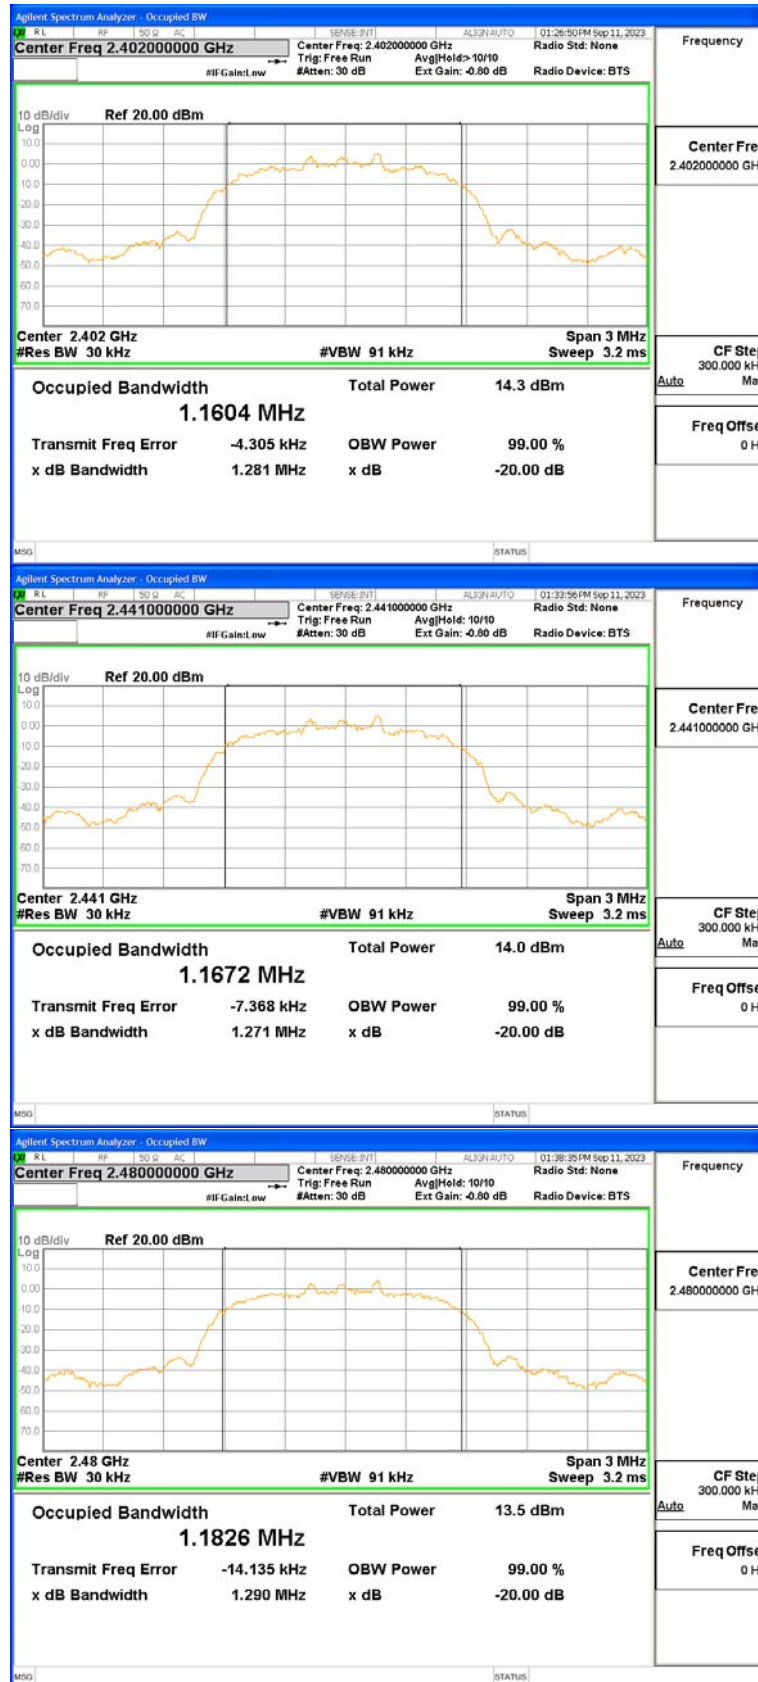 Agilent Spectrum Analyzer - Occupied BW
RL RF 50 Ω AC SENSE:INT ALIGN AUTO 01:26:50 PM Sep 11, 2023
Center Freq 2.402000000 GHz Center Freq: 2.402000000 GHz Radio Std: None Frequency
Trig: Free Run Avg|Hold:> 10/10
#IFGain:Low #Atten: 30 dB Ext Gain: -0.80 dB Radio Device: BTS
10 dB/div Ref 20.00 dBm
Log
10.0
0.00
-10.0
-20.0
-30.0
-40.0
-50.0
-60.0
-70.0
Center Fre
2.402000000 GH
Center 2.402 GHz Span 3 MHz
#Res BW 30 kHz #VBW 91 kHz Sweep 3.2 ms
CF Ste
300.000 kH
Auto Ma
Occupied Bandwidth Total Power 14.3 dBm
1.1604 MHz
Transmit Freq Error -4.305 kHz OBW Power 99.00 %
x dB Bandwidth 1.281 MHz x dB -20.00 dB
Freq Offse
0 H
MSG STATUS
Agilent Spectrum Analyzer - Occupied BW
RL RF 50 Ω AC SENSE:INT ALIGN AUTO 01:33:56 PM Sep 11, 2023
Center Freq 2.441000000 GHz Center Freq: 2.441000000 GHz Radio Std: None Frequency
Trig: Free Run Avg|Hold: 10/10
#IFGain:Low #Atten: 30 dB Ext Gain: -0.80 dB Radio Device: BTS
10 dB/div Ref 20.00 dBm
Log
10.0
0.00
-10.0
-20.0
-30.0
-40.0
-50.0
-60.0
-70.0
Center Fre
2.441000000 GH
Center 2.441 GHz Span 3 MHz
#Res BW 30 kHz #VBW 91 kHz Sweep 3.2 ms
CF Ste
300.000 kH
Auto Ma
Occupied Bandwidth Total Power 14.0 dBm
1.1672 MHz
Transmit Freq Error -7.368 kHz OBW Power 99.00 %
x dB Bandwidth 1.271 MHz x dB -20.00 dB
Freq Offse
0 H
MSG STATUS
Agilent Spectrum Analyzer - Occupied BW
RL RF 50 Ω AC SENSE:INT ALIGN AUTO 01:38:35 PM Sep 11, 2023
Center Freq 2.480000000 GHz Center Freq: 2.480000000 GHz Radio Std: None Frequency
Trig: Free Run Avg|Hold: 10/10
#IFGain:Low #Atten: 30 dB Ext Gain: -0.80 dB Radio Device: BTS
10 dB/div Ref 20.00 dBm
Log
10.0
0.00
-10.0
-20.0
-30.0
-40.0
-50.0
-60.0
-70.0
Center Fre
2.480000000 GH
Center 2.48 GHz Span 3 MHz
#Res BW 30 kHz #VBW 91 kHz Sweep 3.2 ms
CF Ste
300.000 kH
Auto Ma
Occupied Bandwidth Total Power 13.5 dBm
1.1826 MHz
Transmit Freq Error -14.135 kHz OBW Power 99.00 %
x dB Bandwidth 1.290 MHz x dB -20.00 dB
Freq Offse
0 H
MSG STATUS